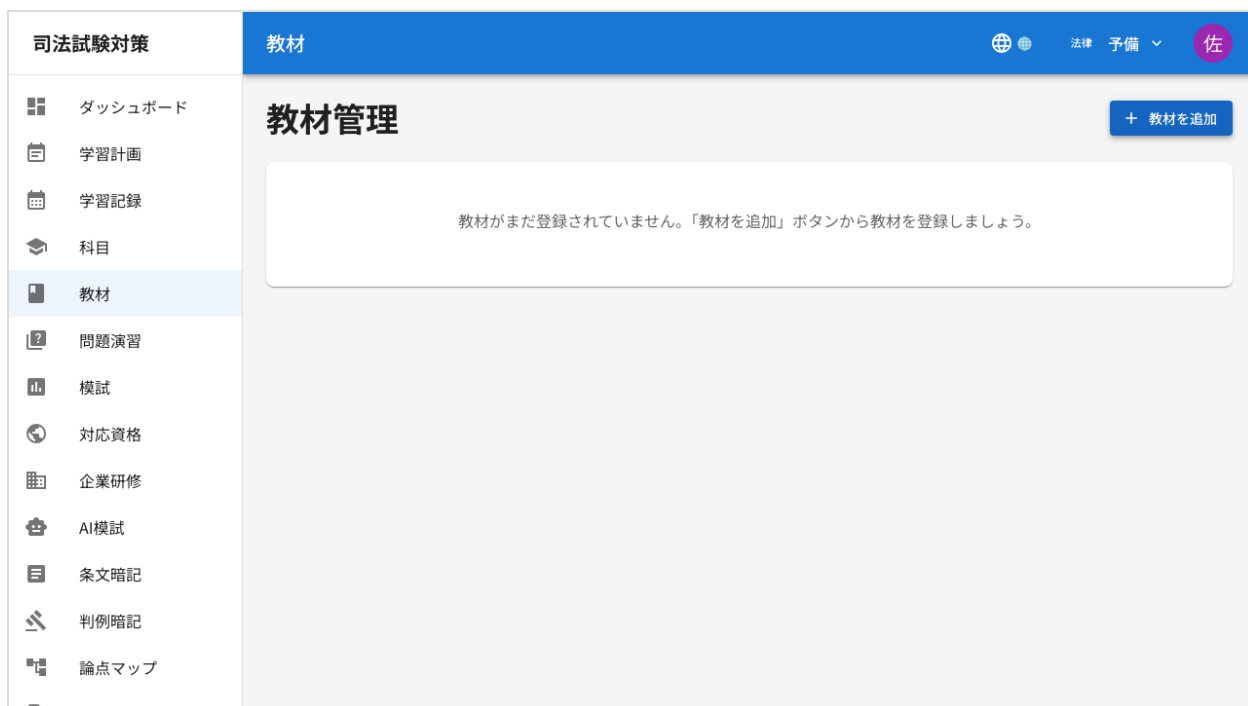 司法試験対策
教材
法律 予備
佐
ダッシュボード
学習計画
学習記録
科目
教材
問題演習
模試
対応資格
企業研修
AI模試
条文暗記
判例暗記
論点マップ
教材管理
+ 教材を追加
教材がまだ登録されていません。「教材を追加」ボタンから教材を登録しましょう。